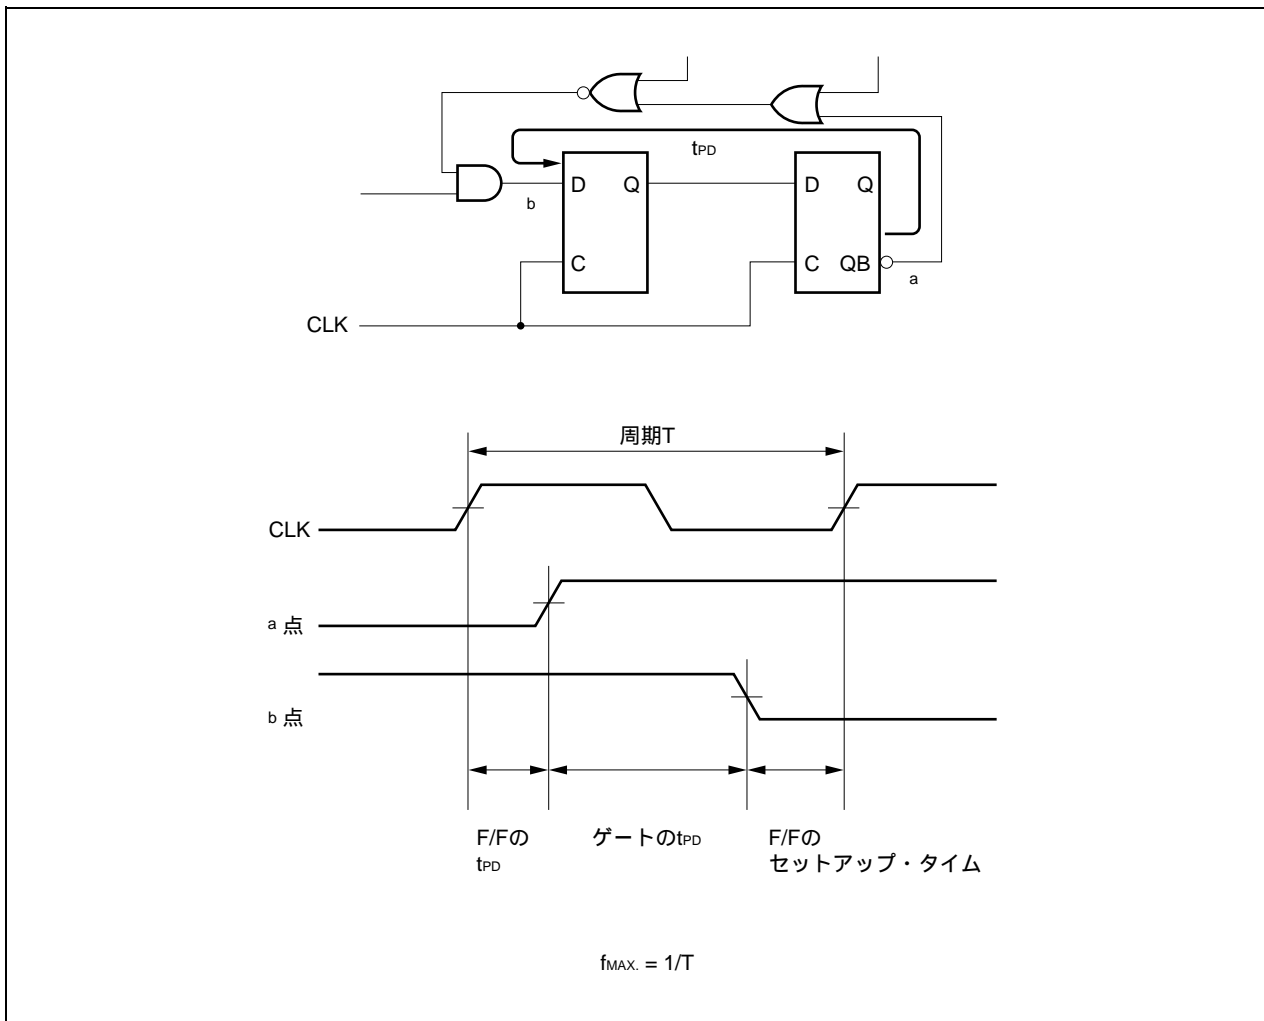 tPD
D Q D Q
b
C C QB
a
CLK
周期T
CLK
a 点
b 点
F/Fの ゲートのtPD F/Fの
tPD セットアップ・タイム
fMAX. = 1/T